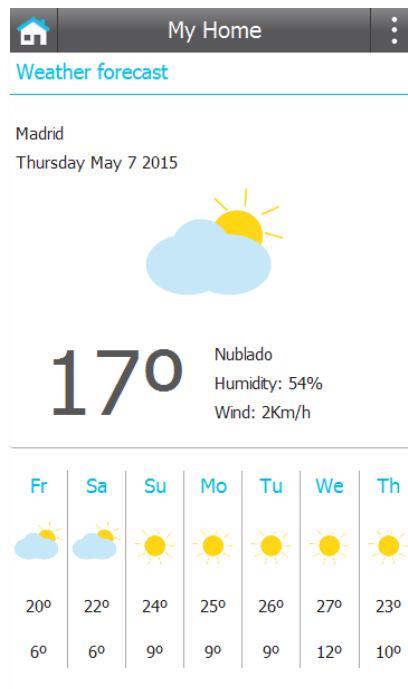 My Home
Weather forecast
Madrid
Thursday May 7 2015
17º
Nublado
Humidity: 54%
Wind: 2Km/h
Fr Sa Su Mo Tu We Th
20º 22º 24º 25º 26º 27º 23º
6º 6º 9º 9º 9º 12º 10º